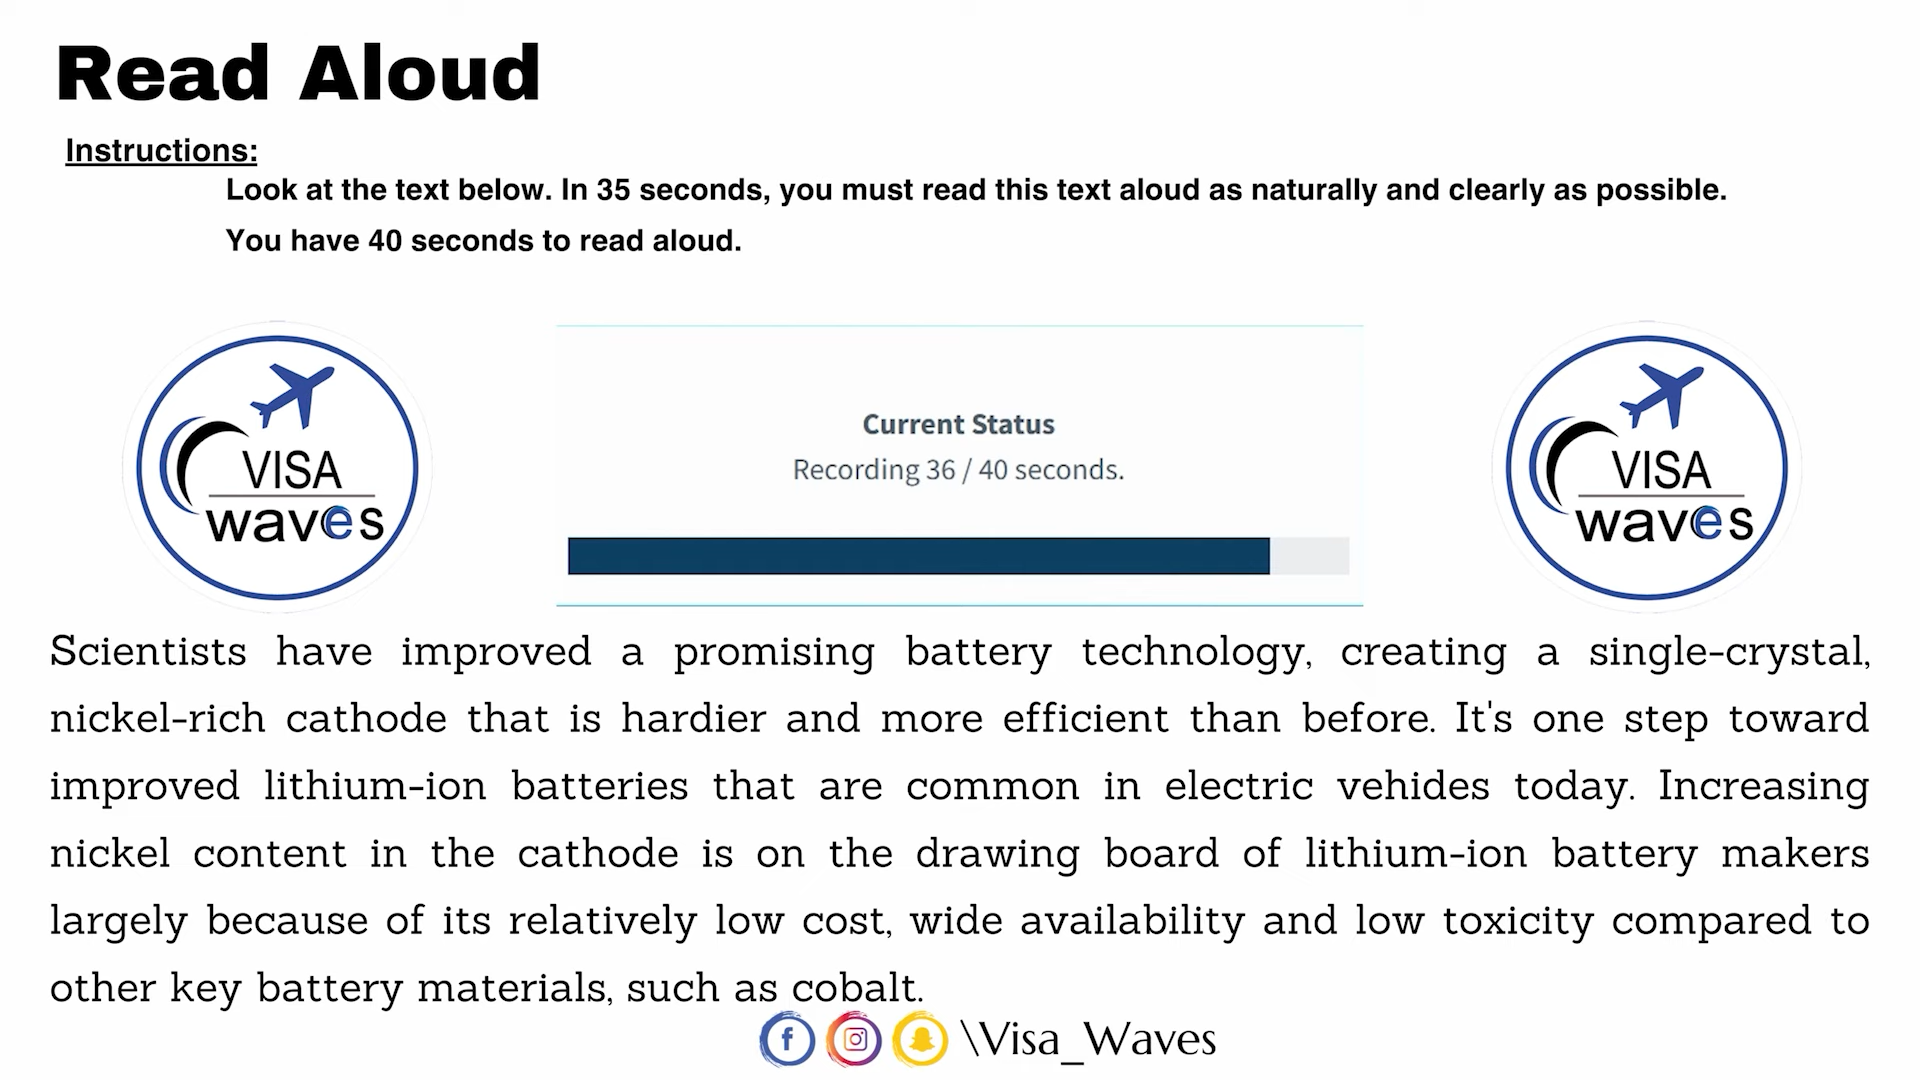 Read Aloud
Instructions:
Look at the text below. In 35 seconds, you must read this text aloud as naturally and clearly as possible.
You have 40 seconds to read aloud.
VISA
waves
Current Status
Recording 36 / 40 seconds.
VISA
waves
Scientists have improved a promising battery technology, creating a single-crystal,
nickel-rich cathode that is hardier and more efficient than before. It's one step toward
improved lithium-ion batteries that are common in electric vehides today. Increasing
nickel content in the cathode is on the drawing board of lithium-ion battery makers
largely because of its relatively low cost, wide availability and low toxicity compared to
other key battery materials, such as cobalt.
\Visa_Waves